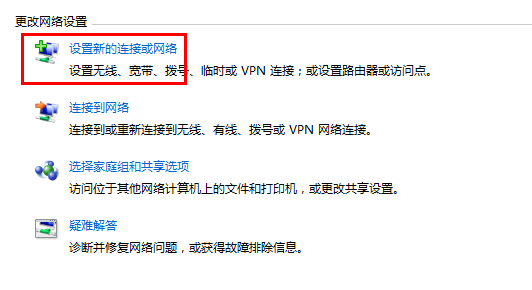 更改网络设置
设置新的连接或网络
设置无线、宽带、拨号、临时或 VPN 连接；或设置路由器或访问点。
连接到网络
连接到或重新连接到无线、有线、拨号或 VPN 网络连接。
选择家庭组和共享选项
访问位于其他网络计算机上的文件和打印机，或更改共享设置。
疑难解答
诊断并修复网络问题，或获得故障排除信息。